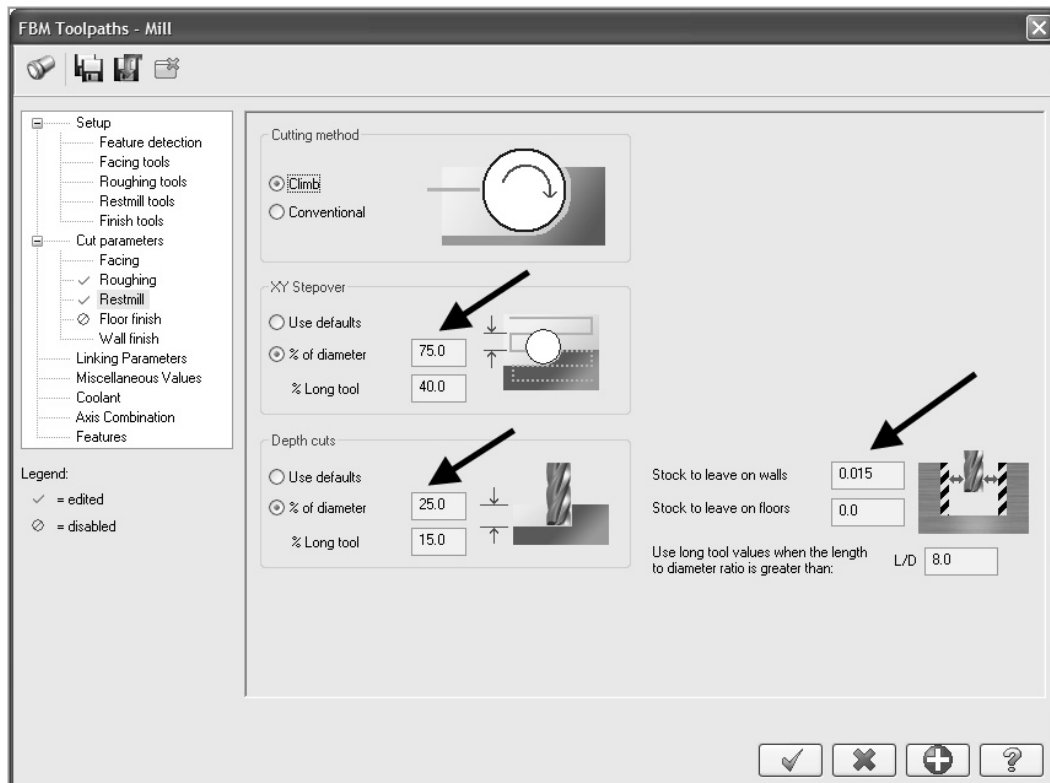 FBM Toolpaths - Mill
Setup
Feature detection
Facing tools
Roughing tools
Restmill tools
Finish tools
Cut parameters
Facing
Roughing
Restmill
Floor finish
Wall finish
Linking Parameters
Miscellaneous Values
Coolant
Axis Combination
Features
Legend:
= edited
= disabled
Cutting method
Climb
Conventional
XY Stepover
Use defaults
% of diameter 75.0
% Long tool 40.0
Depth cuts
Use defaults
% of diameter 25.0
% Long tool 15.0
Stock to leave on walls 0.015
Stock to leave on floors 0.0
Use long tool values when the length
to diameter ratio is greater than: L/D 8.0